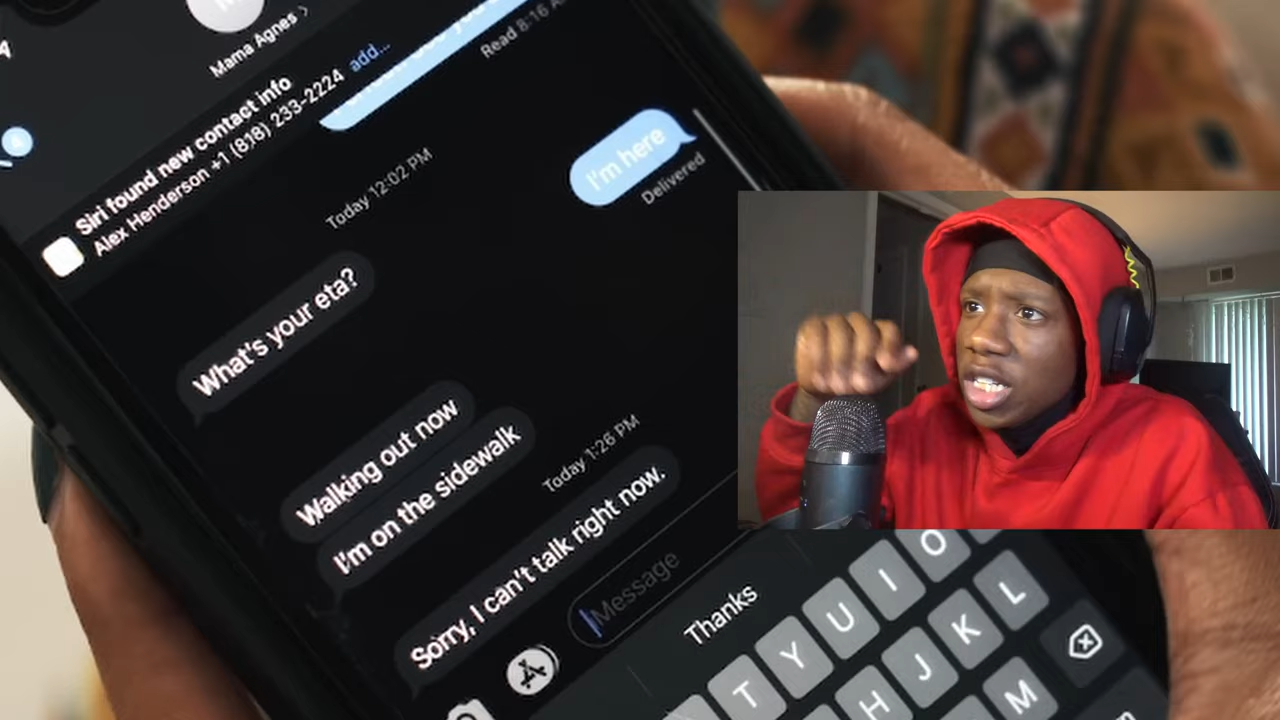 Mama Agnes >
Siri found new contact info
Alex Henderson +1 (818) 233-2224 add...
Read 8:16 A
I'm here
Delivered
Today 12:02 PM
What's your eta?
Walking out now
I'm on the sidewalk
Today 1:26 PM
Sorry, I can't talk right now.
Message
Thanks
T Y U I O
H J K L
M